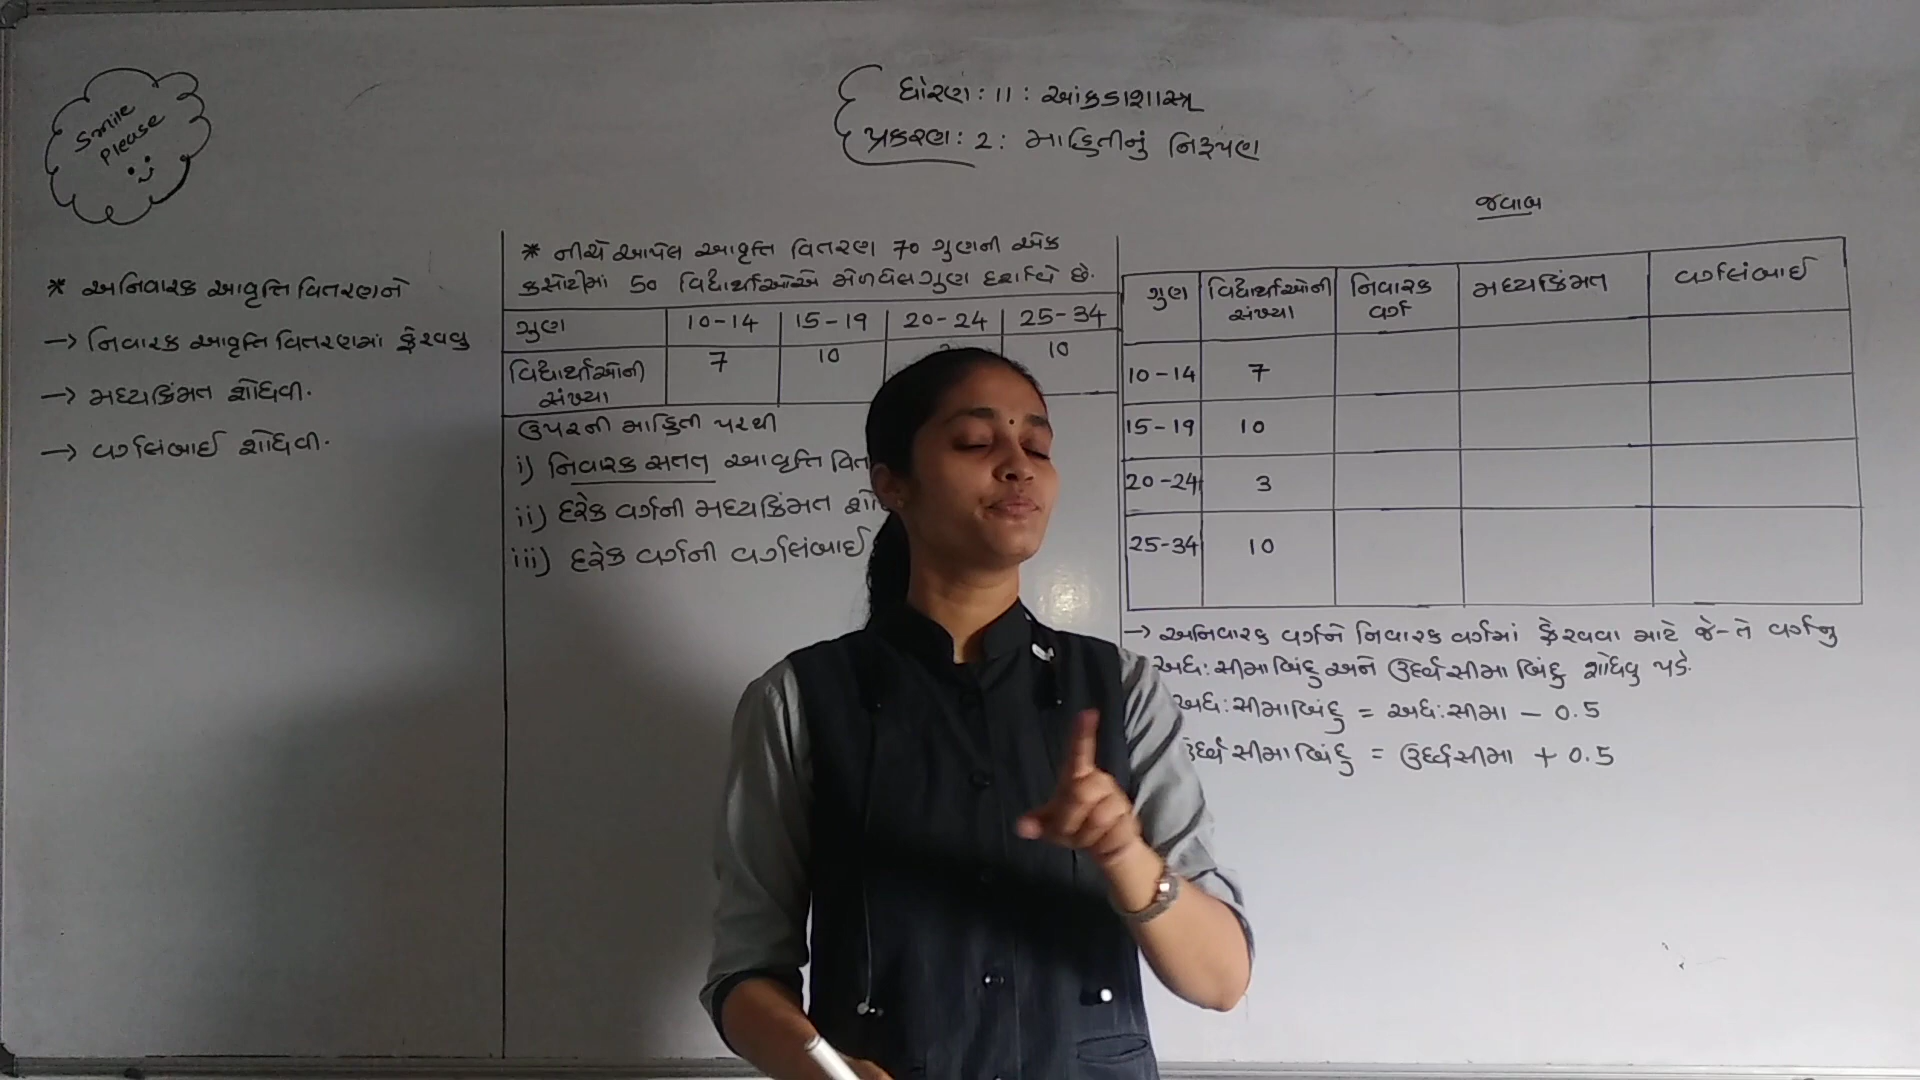 Smile
Please
ધોરણ : 11 : આંકડાશાસ્ત્ર
પ્રકરણ : 2 : માહિતીનું નિરૂપણ
* અનિવારક આવૃત્તિ વિતરણને
→ નિવારક આવૃત્તિ વિતરણમાં ફેરવવુ
→ મધ્યકિંમત શોધવી.
→ વર્ગલંબાઈ શોધવી.
* નીચે આપેલ આવૃત્તિ વિતરણ 70 ગુણની એક
કસોટીમાં 50 વિદ્યાર્થીઓએ મેળવેલ ગુણ દર્શાવે છે.
ગુણ 10-14 15-19 20-24 25-34
વિદ્યાર્થીઓની 7 10 10
સંખ્યા
ઉપરની માહિતી પરથી
i) નિવારક સતત આવૃત્તિ
ii) દરેક વર્ગની મધ્યકિંમત
iii) દરેક વર્ગની વર્ગલંબાઈ
જવાબ
ગુણ વિદ્યાર્થીઓની નિવારક મધ્યકિંમત વર્ગલંબાઈ
સંખ્યા વર્ગ
10-14 7
15-19 10
20-24 3
25-34 10
→ અનિવારક વર્ગને નિવારક વર્ગમાં ફેરવવા માટે જે-તે વર્ગનુ
અધ:સીમાબિંદુ અને ઉર્ધ્વસીમા બિંદુ શોધવુ પડે.
અધ:સીમાબિંદુ = અધ:સીમા - 0.5
ઉર્ધ્વસીમાબિંદુ = ઉર્ધ્વસીમા + 0.5